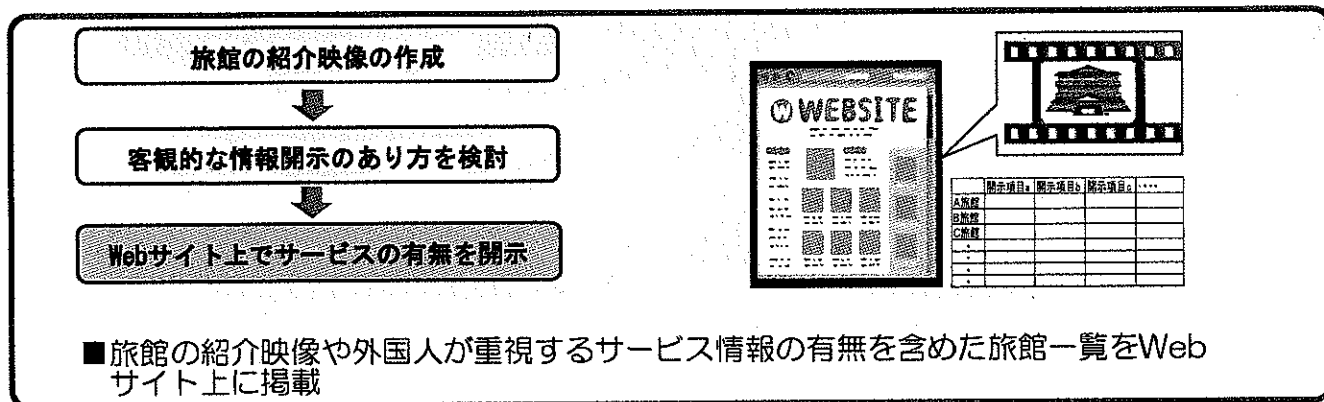 旅館の紹介映像の作成
客観的な情報開示のあり方を検討
Webサイト上でサービスの有無を開示
WEBSITE
開示項目a 開示項目b 開示項目c ・・・・
A旅館
B旅館
C旅館
・
・
・
・
■旅館の紹介映像や外国人が重視するサービス情報の有無を含めた旅館一覧をWeb
サイト上に掲載